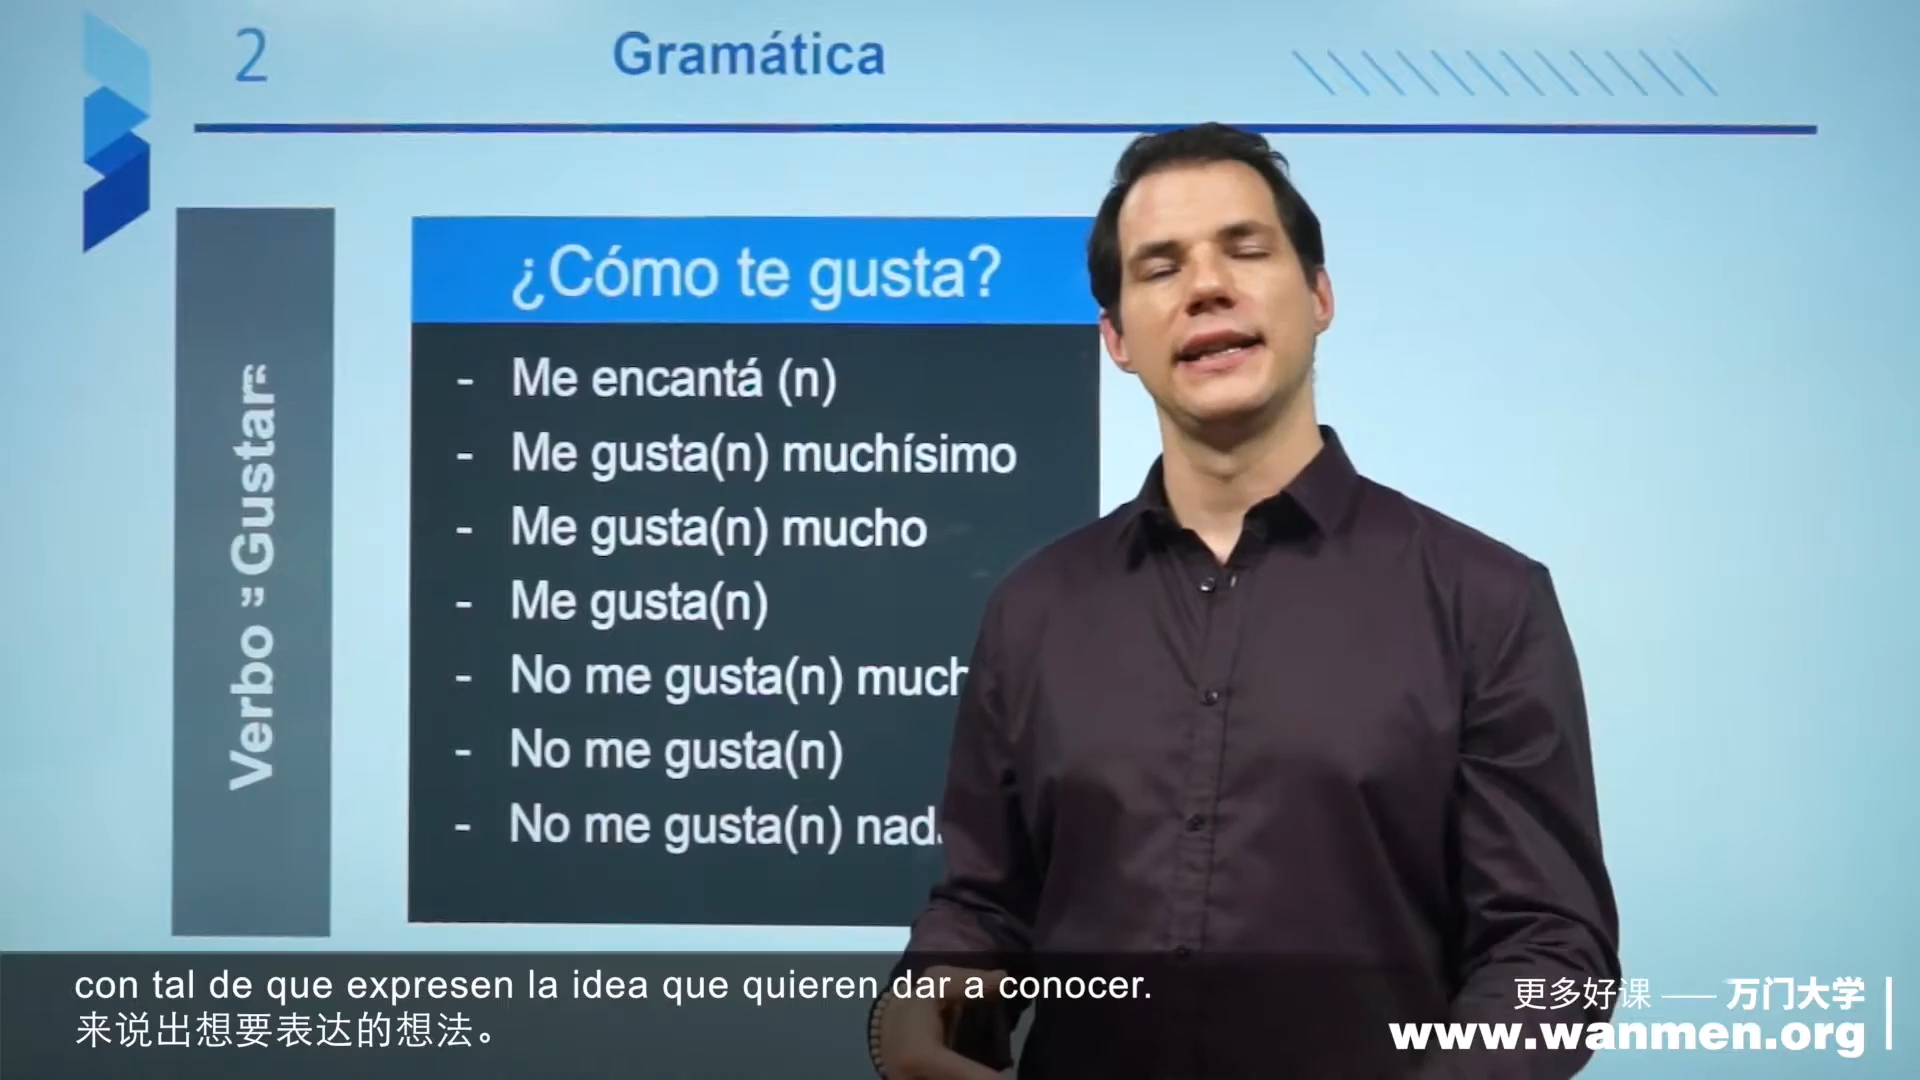 2
Gramática
Verbo "Gustar"
¿Cómo te gusta?
- Me encantá (n)
- Me gusta(n) muchísimo
- Me gusta(n) mucho
- Me gusta(n)
- No me gusta(n) much
- No me gusta(n)
- No me gusta(n) nad
con tal de que expresen la idea que quieren dar a conocer.
来说出想要表达的想法。
更多好课 —— 万门大学
www.wanmen.org